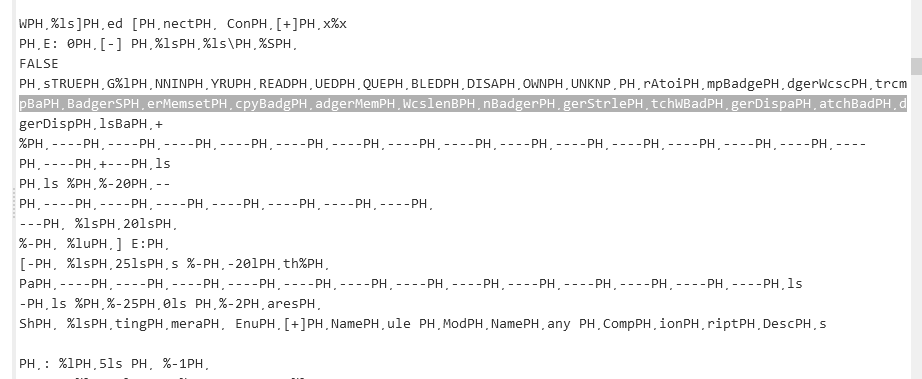 WPH,%ls]PH,ed [PH,nectPH, ConPH,[+]PH,x%x
PH,E: 0PH,[-] PH,%lsPH,%ls\PH,%SPH,
FALSE
PH,sTRUEPH,G%lPH,NNINPH,YRUPH,READPH,UEDPH,QUEPH,BLEDPH,DISAPH,OWNPH,UNKNP,PH,rAtoiPH,mpBadgePH,dgerWcscPH,trcm
pBaPH,BadgerSPH,erMemsetPH,cpyBadgPH,adgerMemPH,WcslenBPH,nBadgerPH,gerStrlePH,tchWBadPH,gerDispaPH,atchBadPH,d
gerDispPH,lsBaPH,+
%PH,----PH,----PH,----PH,----PH,----PH,----PH,----PH,----PH,----PH,----PH,----PH,----PH,----PH,----
PH,----PH,+---PH,ls
PH,ls %PH,%-20PH,--
PH,----PH,----PH,----PH,----PH,----PH,----PH,----PH,
---PH, %lsPH,20lsPH,
%-PH, %luPH,] E:PH,
[-PH, %lsPH,25lsPH,s %-PH,-20lPH,th%PH,
PaPH,----PH,----PH,----PH,----PH,----PH,----PH,----PH,----PH,----PH,----PH,----PH,----PH,ls
-PH,ls %PH,%-25PH,0ls PH,%-2PH,aresPH,
ShPH, %lsPH,tingPH,meraPH, EnuPH,[+]PH,NamePH,ule PH,ModPH,NamePH,any PH,CompPH,ionPH,riptPH,DescPH,s
PH,: %lPH,5ls PH, %-1PH,